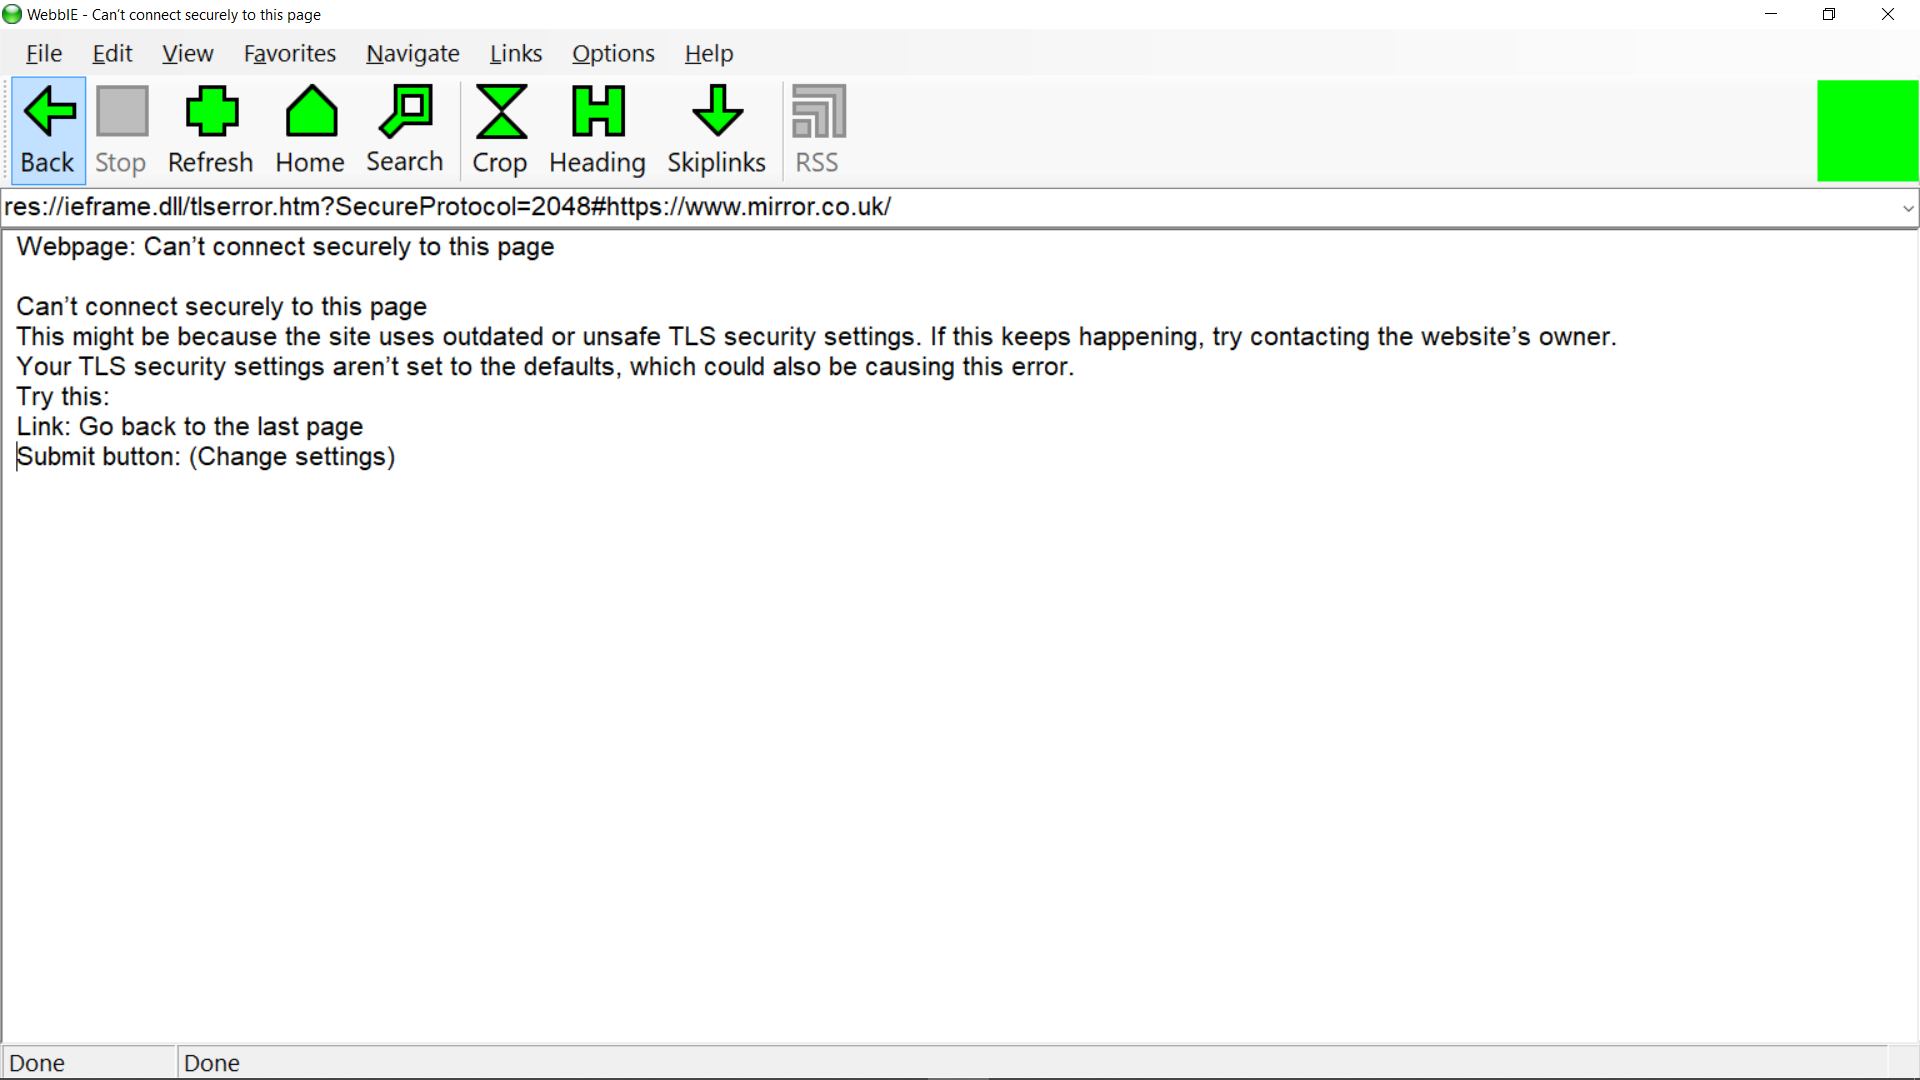 WebbIE - Can't connect securely to this page
File Edit View Favorites Navigate Links Options Help
Back Stop Refresh Home Search Crop Heading Skiplinks RSS
res://ieframe.dll/tlserror.htm?SecureProtocol=2048#https://www.mirror.co.uk/
Webpage: Can’t connect securely to this page
Can’t connect securely to this page
This might be because the site uses outdated or unsafe TLS security settings. If this keeps happening, try contacting the website’s owner.
Your TLS security settings aren’t set to the defaults, which could also be causing this error.
Try this:
Link: Go back to the last page
Submit button: (Change settings)
Done Done